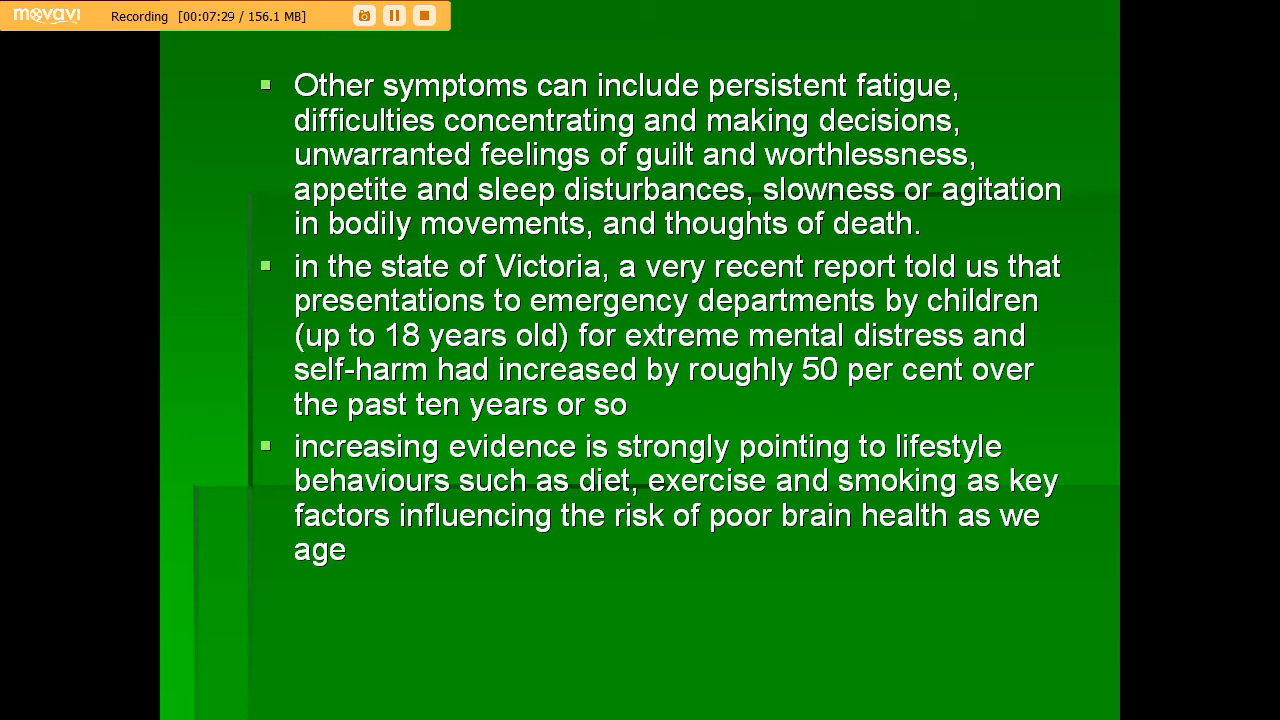 movavi Recording [00:07:29 / 156.1 MB]
Other symptoms can include persistent fatigue,
difficulties concentrating and making decisions,
unwarranted feelings of guilt and worthlessness,
appetite and sleep disturbances, slowness or agitation
in bodily movements, and thoughts of death.
in the state of Victoria, a very recent report told us that
presentations to emergency departments by children
(up to 18 years old) for extreme mental distress and
self-harm had increased by roughly 50 per cent over
the past ten years or so
increasing evidence is strongly pointing to lifestyle
behaviours such as diet, exercise and smoking as key
factors influencing the risk of poor brain health as we
age